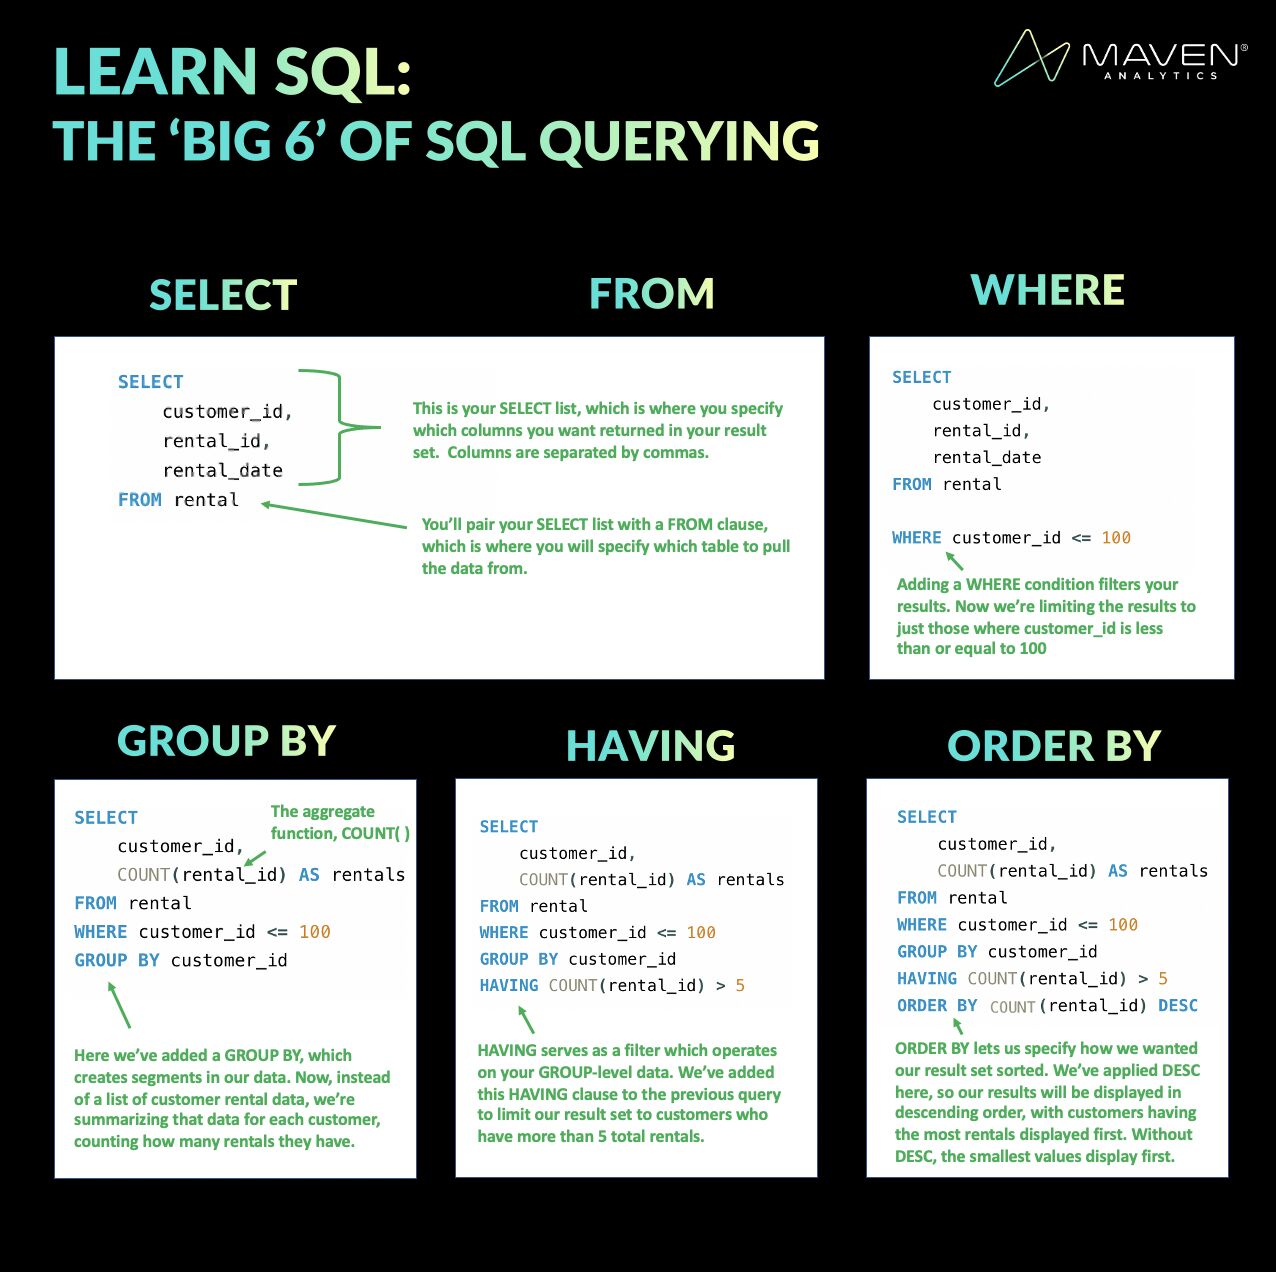 LEARN SQL:
THE ‘BIG 6’ OF SQL QUERYING
MAVEN®
ANALYTICS
SELECT
FROM
SELECT
customer_id,
rental_id,
rental_date
FROM rental
This is your SELECT list, which is where you specify
which columns you want returned in your result
set.  Columns are separated by commas.
You’ll pair your SELECT list with a FROM clause,
which is where you will specify which table to pull
the data from.
WHERE
SELECT
customer_id,
rental_id,
rental_date
FROM rental
WHERE customer_id <= 100
Adding a WHERE condition filters your
results. Now we’re limiting the results to
just those where customer_id is less
than or equal to 100
GROUP BY
SELECT
The aggregate
function, COUNT( )
customer_id,
COUNT(rental_id) AS rentals
FROM rental
WHERE customer_id <= 100
GROUP BY customer_id
Here we’ve added a GROUP BY, which
creates segments in our data. Now, instead
of a list of customer rental data, we’re
summarizing that data for each customer,
counting how many rentals they have.
HAVING
SELECT
customer_id,
COUNT(rental_id) AS rentals
FROM rental
WHERE customer_id <= 100
GROUP BY customer_id
HAVING COUNT(rental_id) > 5
HAVING serves as a filter which operates
on your GROUP-level data. We’ve added
this HAVING clause to the previous query
to limit our result set to customers who
have more than 5 total rentals.
ORDER BY
SELECT
customer_id,
COUNT(rental_id) AS rentals
FROM rental
WHERE customer_id <= 100
GROUP BY customer_id
HAVING COUNT(rental_id) > 5
ORDER BY COUNT(rental_id) DESC
ORDER BY lets us specify how we wanted
our result set sorted. We’ve applied DESC
here, so our results will be displayed in
descending order, with customers having
the most rentals displayed first. Without
DESC, the smallest values display first.